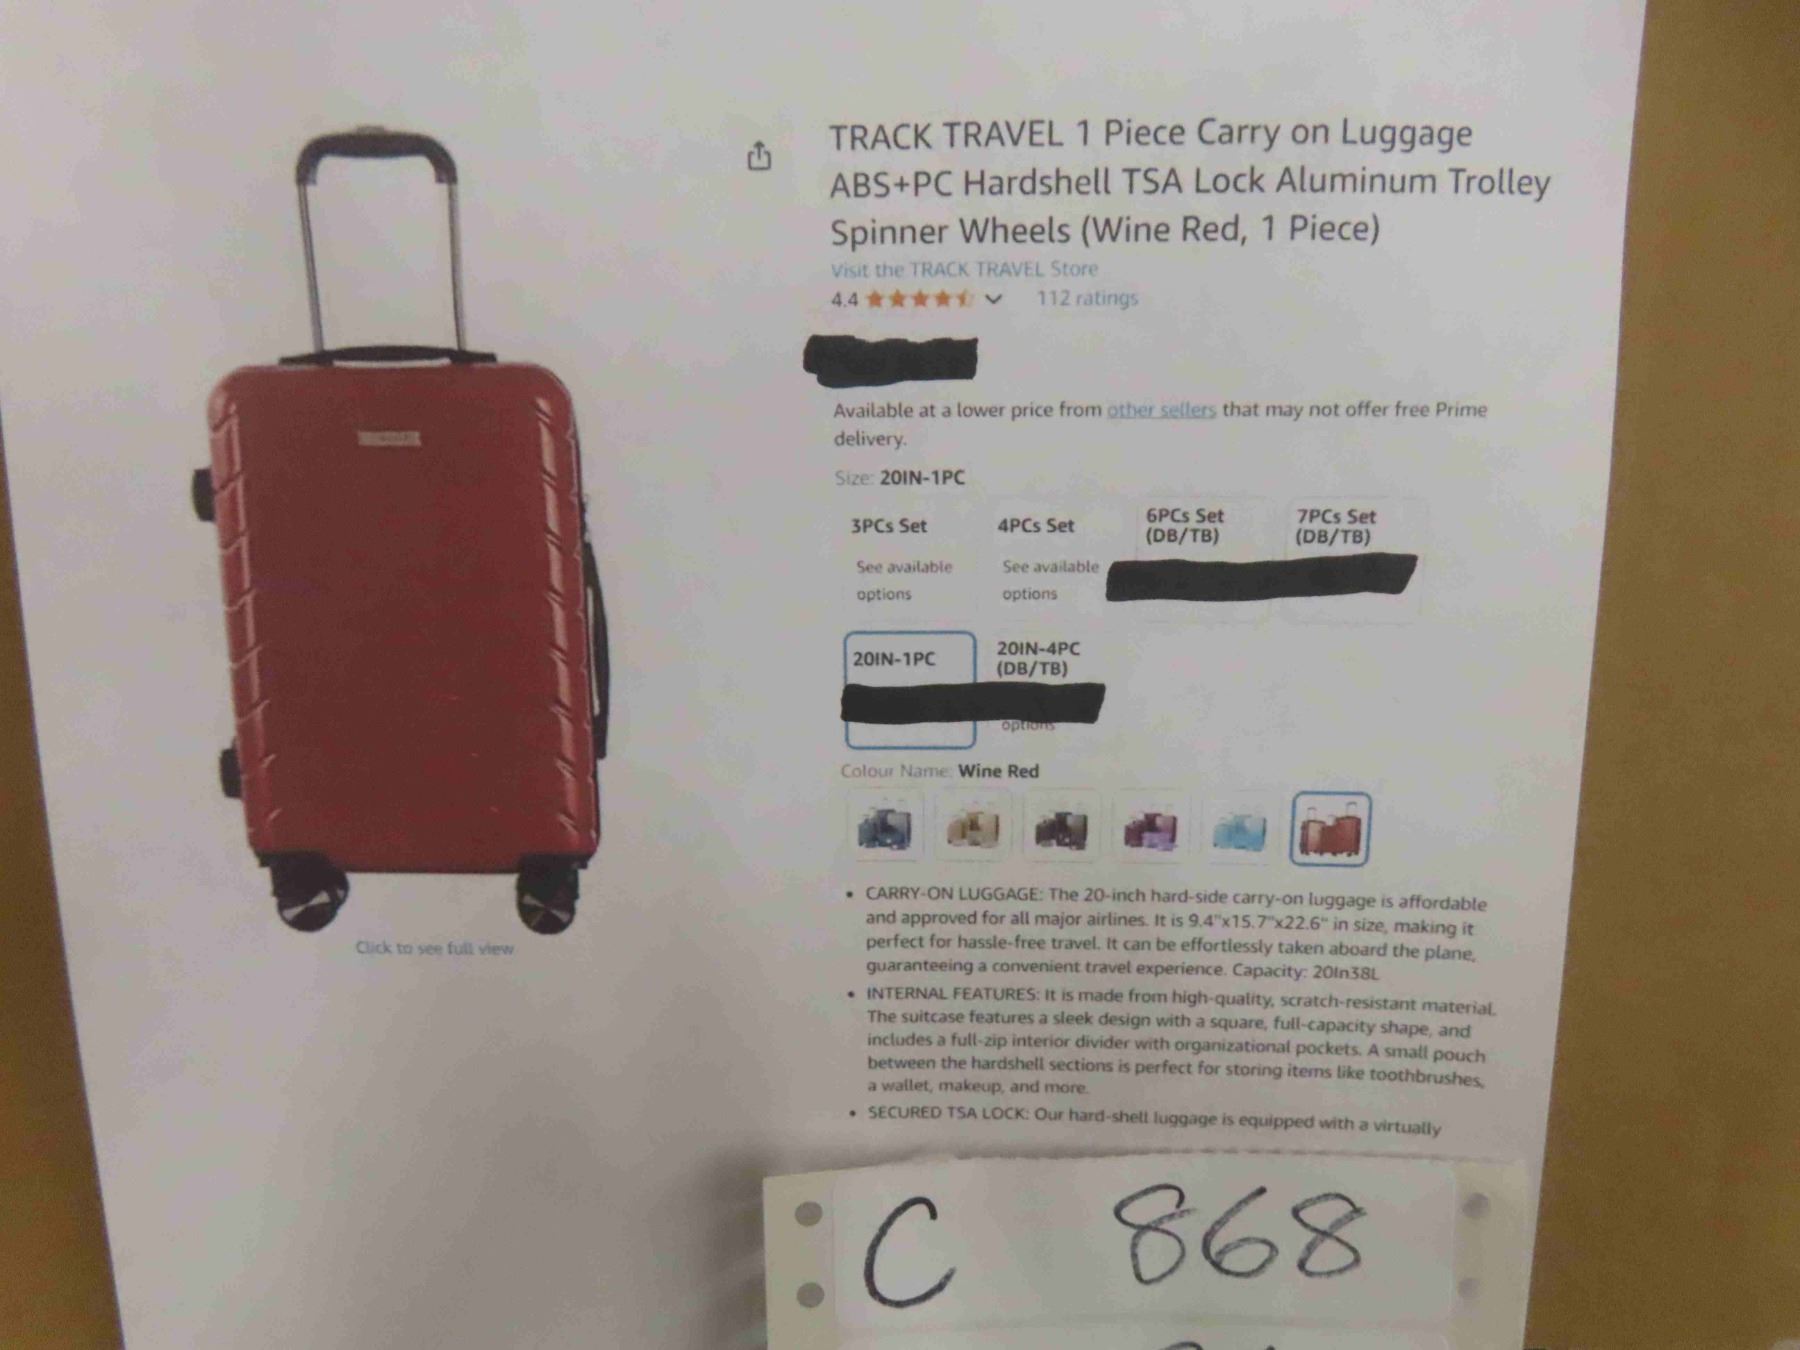 TRACK TRAVEL 1 Piece Carry on Luggage
ABS+PC Hardshell TSA Lock Aluminum Trolley
Spinner Wheels (Wine Red, 1 Piece)
Visit the TRACK TRAVEL Store
4.4 112 ratings
Available at a lower price from other sellers that may not offer free Prime
delivery.
Size: 20IN-1PC
3PCs Set
See available
options
4PCs Set
See available
options
6PCs Set
(DB/TB)
7PCs Set
(DB/TB)
20IN-1PC
20IN-4PC
(DB/TB)
options
Colour Name: Wine Red
• CARRY-ON LUGGAGE: The 20-inch hard-side carry-on luggage is affordable
and approved for all major airlines. It is 9.4"x15.7"x22.6" in size, making it
perfect for hassle-free travel. It can be effortlessly taken aboard the plane,
guaranteeing a convenient travel experience. Capacity: 20In38L
• INTERNAL FEATURES: It is made from high-quality, scratch-resistant material.
The suitcase features a sleek design with a square, full-capacity shape, and
includes a full-zip interior divider with organizational pockets. A small pouch
between the hardshell sections is perfect for storing items like toothbrushes,
a wallet, makeup, and more.
• SECURED TSA LOCK: Our hard-shell luggage is equipped with a virtually
Click to see full view
C 868